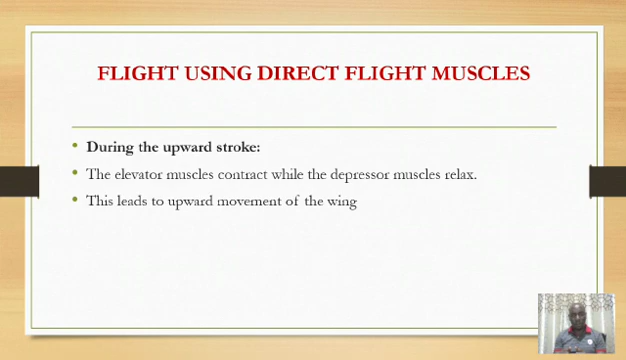 FLIGHT USING DIRECT FLIGHT MUSCLES
During the upward stroke:
The elevator muscles contract while the depressor muscles relax.
This leads to upward movement of the wing